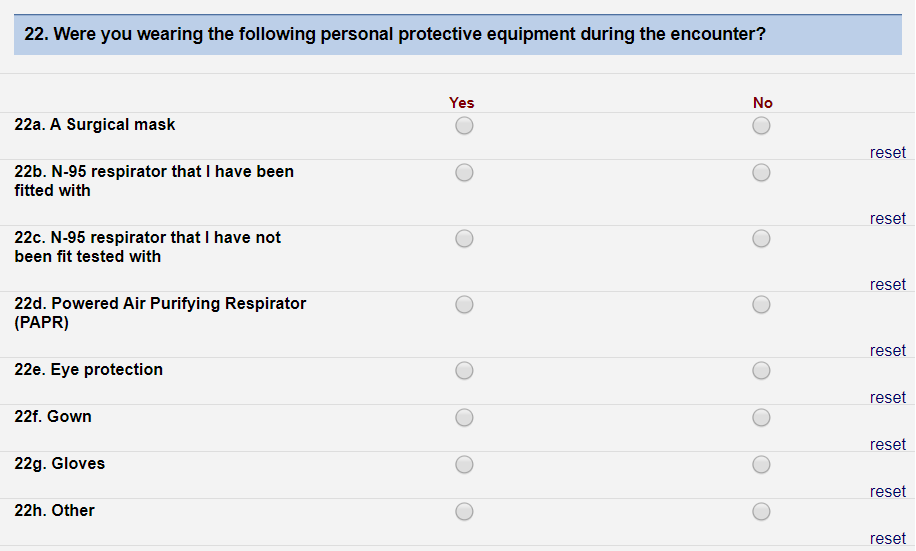 22. Were you wearing the following personal protective equipment during the encounter?
Yes No
22a. A Surgical mask
reset
22b. N-95 respirator that I have been
fitted with
reset
22c. N-95 respirator that I have not
been fit tested with
reset
22d. Powered Air Purifying Respirator
(PAPR)
reset
22e. Eye protection
reset
22f. Gown
reset
22g. Gloves
reset
22h. Other
reset